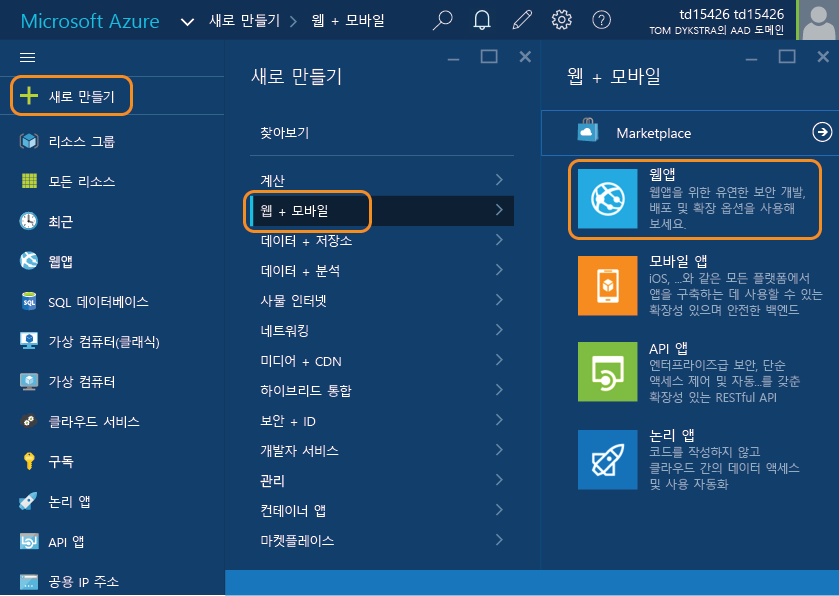 Microsoft Azure 새로 만들기 웹 + 모바일
td15426 td15426
TOM DYKSTRA의 AAD 도메인
새로 만들기
리소스 그룹
모든 리소스
최근
웹앱
SQL 데이터베이스
가상 컴퓨터(클래식)
가상 컴퓨터
클라우드 서비스
구독
논리 앱
API 앱
공용 IP 주소
새로 만들기
찾아보기
계산
웹 + 모바일
데이터 + 저장소
데이터 + 분석
사물 인터넷
네트워킹
미디어 + CDN
하이브리드 통합
보안 + ID
개발자 서비스
관리
컨테이너 앱
마켓플레이스
웹 + 모바일
Marketplace
웹앱
웹앱을 위한 유연한 보안 개발,
배포 및 확장 옵션을 사용해
보세요.
모바일 앱
iOS, ...와 같은 모든 플랫폼에서
앱을 구축하는 데 사용할 수 있는
확장성 있으며 안전한 백엔드
API 앱
엔터프라이즈급 보안, 단순
액세스 제어 및 자동...를 갖춘
확장성 있는 RESTful API
논리 앱
코드를 작성하지 않고
클라우드 간의 데이터 액세스
및 사용 자동화